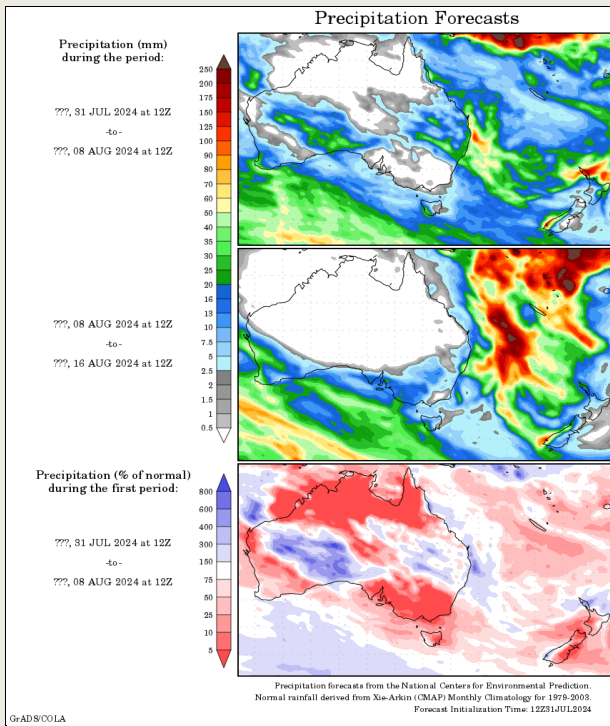 Precipitation Forecasts
Precipitation (mm)
during the period:
???, 31 JUL 2024 at 12Z
-to-
???, 08 AUG 2024 at 12Z
250
200
175
150
125
100
90
80
70
60
50
40
35
30
25
20
16
13
10
7.5
5
2.5
2
1.5
1
0.5
???, 08 AUG 2024 at 12Z
-to-
???, 16 AUG 2024 at 12Z
Precipitation (% of normal)
during the first period:
???, 31 JUL 2024 at 12Z
-to-
???, 08 AUG 2024 at 12Z
800
600
400
300
150
75
50
25
10
5
Precipitation forecasts from the National Centers for Environmental Prediction.
Normal rainfall derived from Xie-Arkin (CMAP) Monthly Climatology for 1979-2003.
Forecast Initialization Time: 12Z31JUL2024
GrADS/COLA